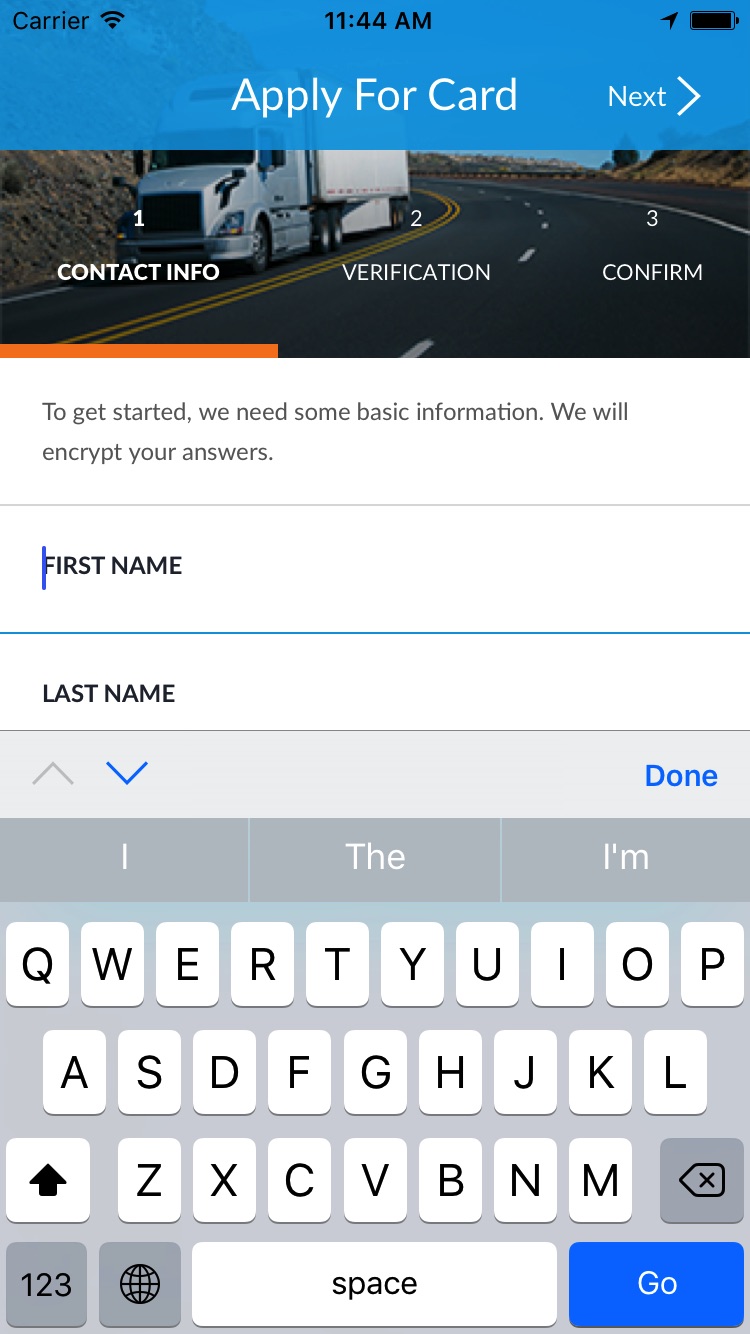 Carrier 11:44 AM
Apply For Card Next
1 2 3
CONTACT INFO VERIFICATION CONFIRM
To get started, we need some basic information. We will
encrypt your answers.
FIRST NAME
LAST NAME
Done
I The I'm
Q W E R T Y U I O P
A S D F G H J K L
Z X C V B N M
123 space Go